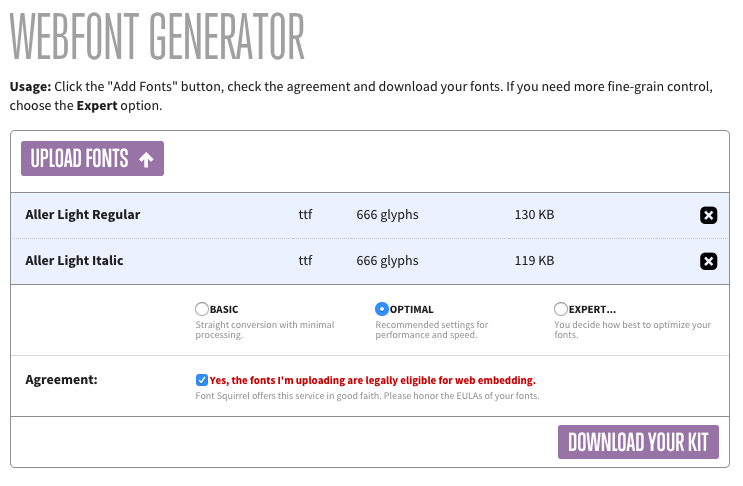 WEBFONT GENERATOR
Usage: Click the "Add Fonts" button, check the agreement and download your fonts. If you need more fine-grain control,
choose the Expert option.
UPLOAD FONTS
Aller Light Regular ttf 666 glyphs 130 KB
Aller Light Italic ttf 666 glyphs 119 KB
BASIC OPTIMAL EXPERT...
Straight conversion with minimal Recommended settings for You decide how best to optimize your
processing. performance and speed. fonts.
Agreement: Yes, the fonts I'm uploading are legally eligible for web embedding.
Font Squirrel offers this service in good faith. Please honor the EULAs of your fonts.
DOWNLOAD YOUR KIT